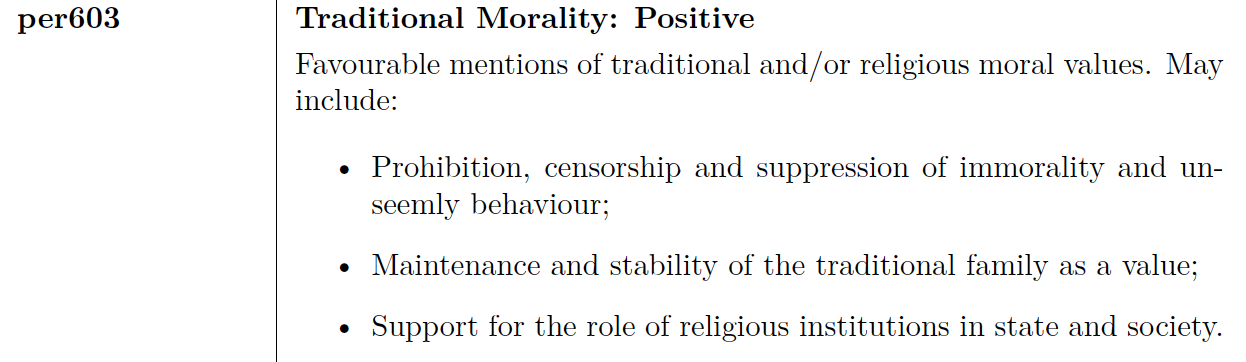 per603 Traditional Morality: Positive
Favourable mentions of traditional and/or religious moral values. May
include:
• Prohibition, censorship and suppression of immorality and un-
seemly behaviour;
• Maintenance and stability of the traditional family as a value;
• Support for the role of religious institutions in state and society.